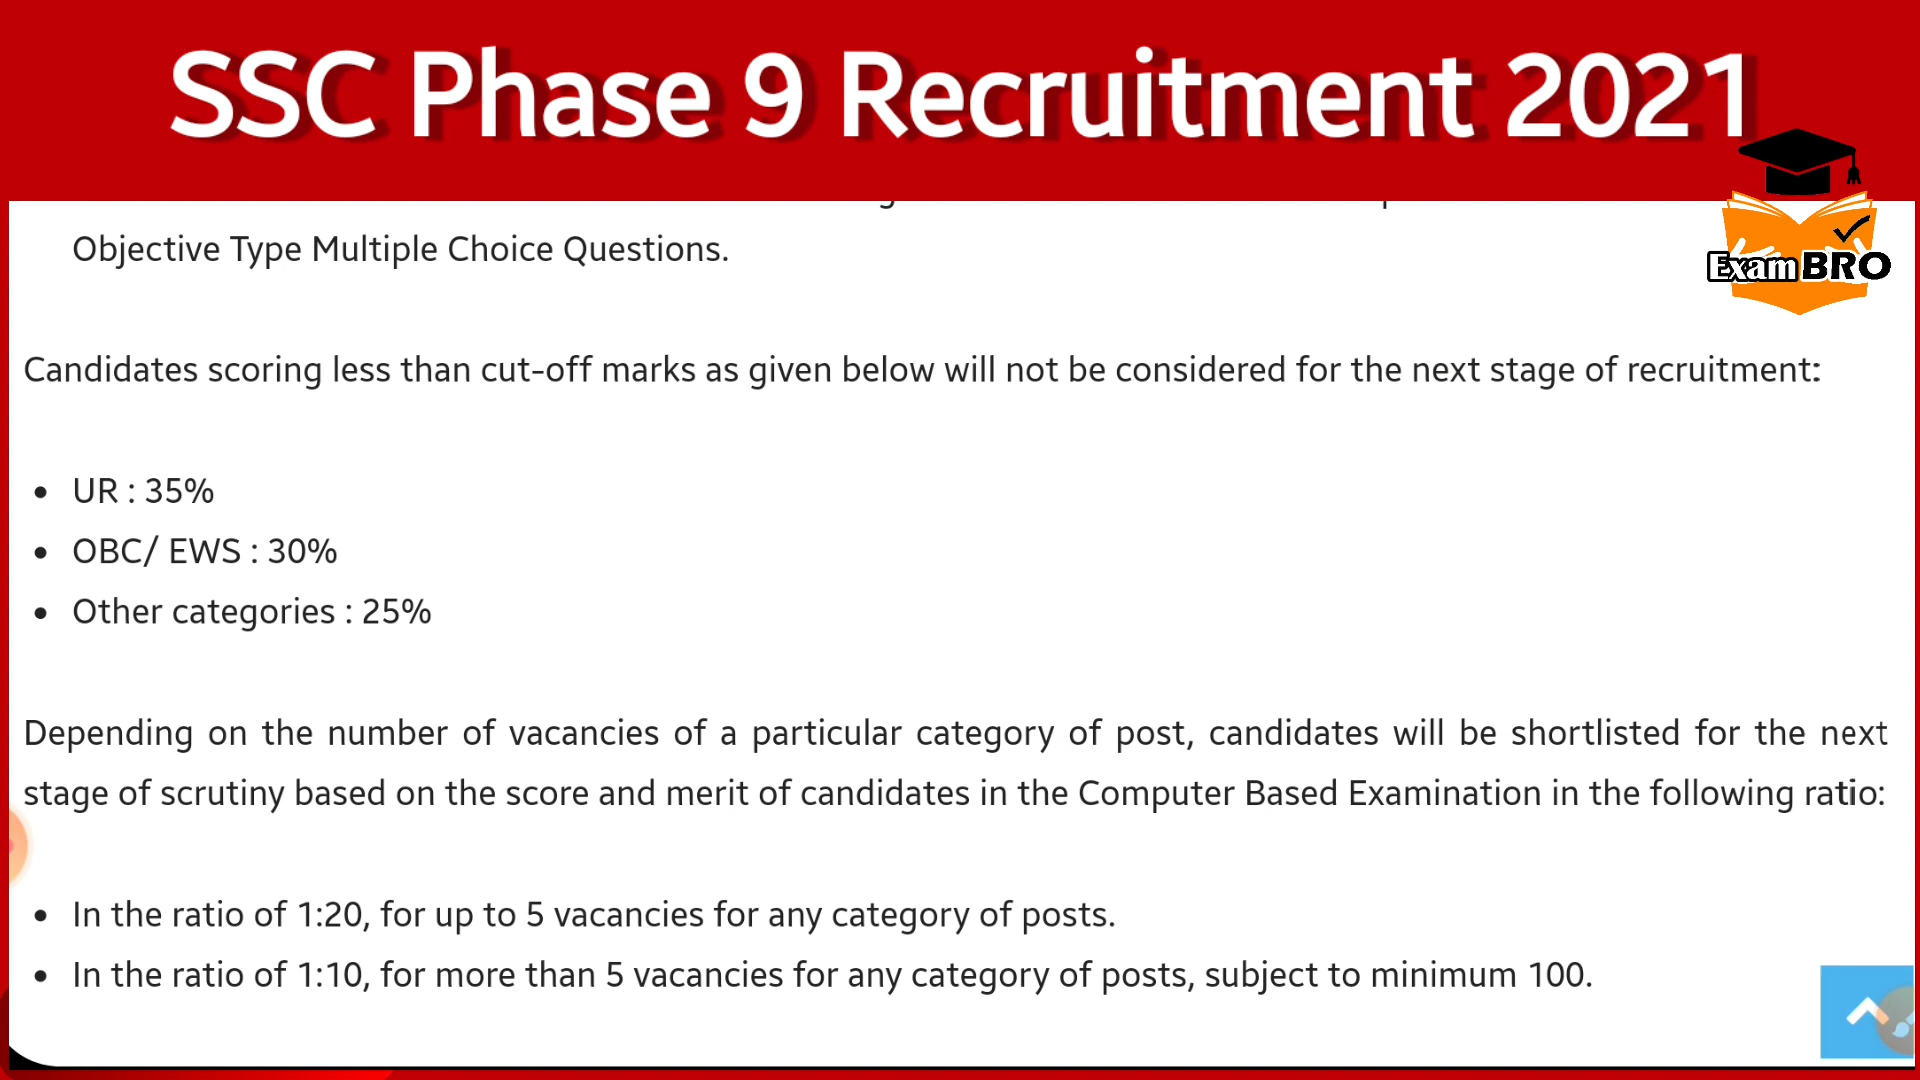 SSC Phase 9 Recruitment 2021
Objective Type Multiple Choice Questions.
ExamBRO
Candidates scoring less than cut-off marks as given below will not be considered for the next stage of recruitment:
• UR : 35%
• OBC/ EWS : 30%
• Other categories : 25%
Depending on the number of vacancies of a particular category of post, candidates will be shortlisted for the next
stage of scrutiny based on the score and merit of candidates in the Computer Based Examination in the following ratio:
• In the ratio of 1:20, for up to 5 vacancies for any category of posts.
• In the ratio of 1:10, for more than 5 vacancies for any category of posts, subject to minimum 100.